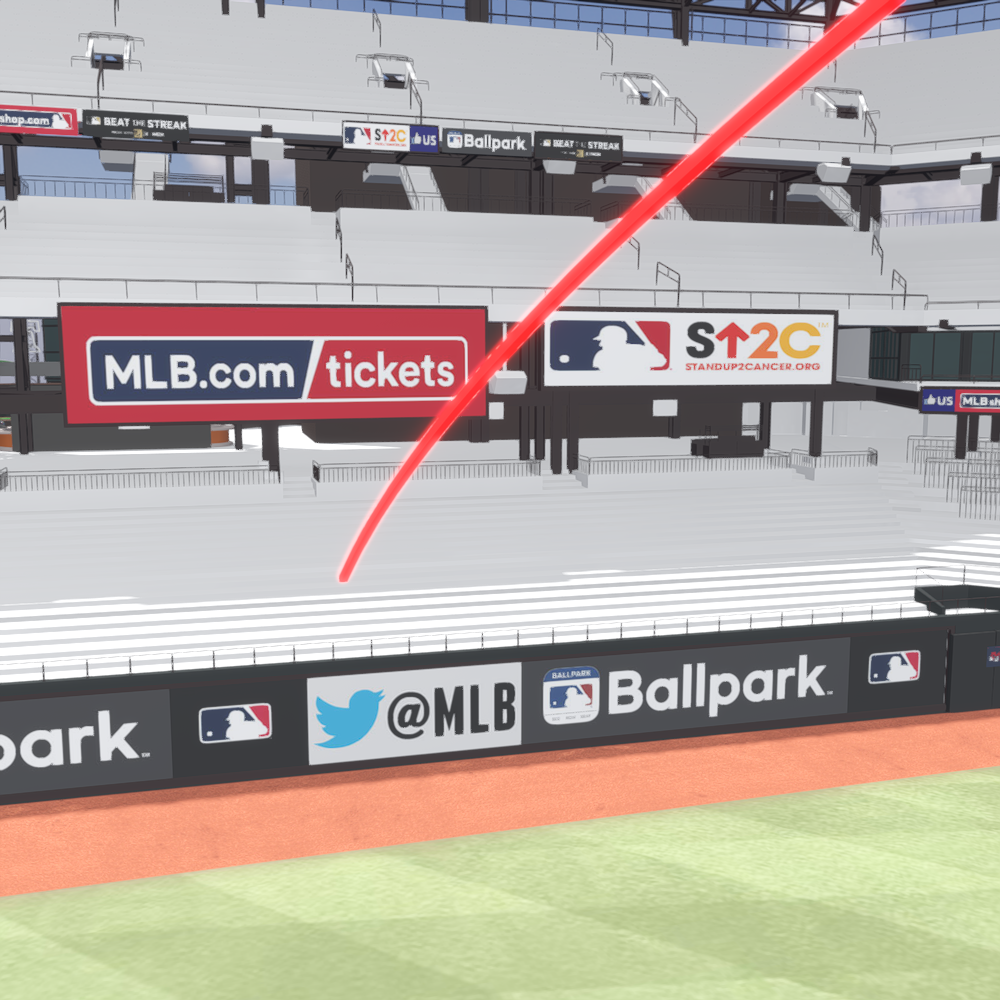 shop.com
BEAT THE STREAK
S↑2C
US
Ballpark
BEAT THE STREAK
MLB.com tickets
S↑2C™
STANDUP2CANCER.ORG
US
MLB sh
park
@MLB
BALLPARK
Ballpark